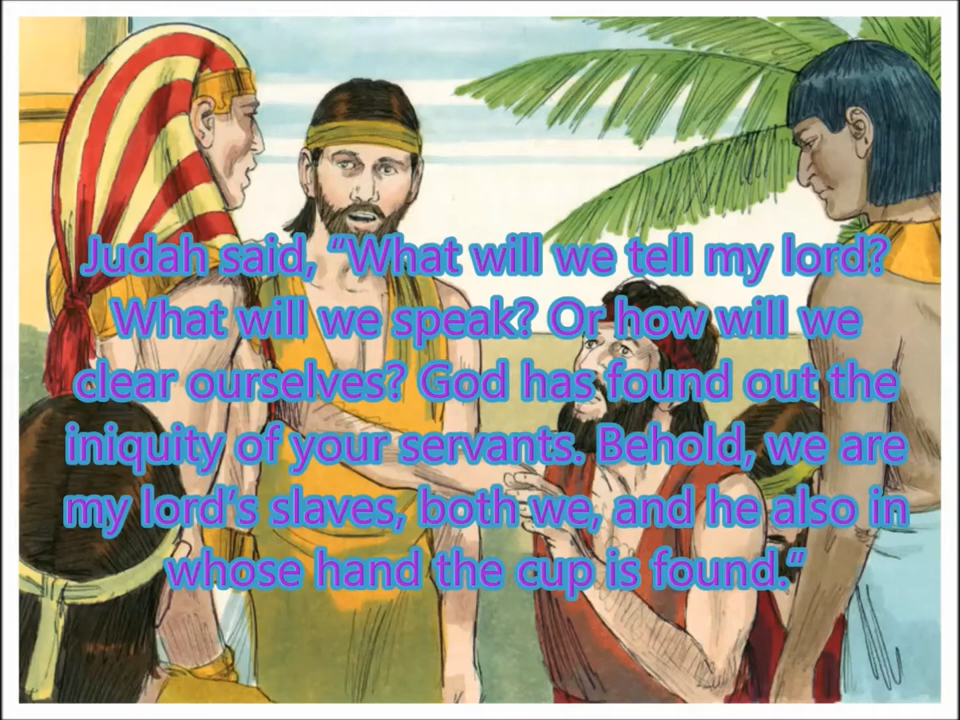 Judah said, “What will we tell my lord?
What will we speak? Or how will we
clear ourselves? God has found out the
iniquity of your servants. Behold, we are
my lord’s slaves, both we, and he also in
whose hand the cup is found.”